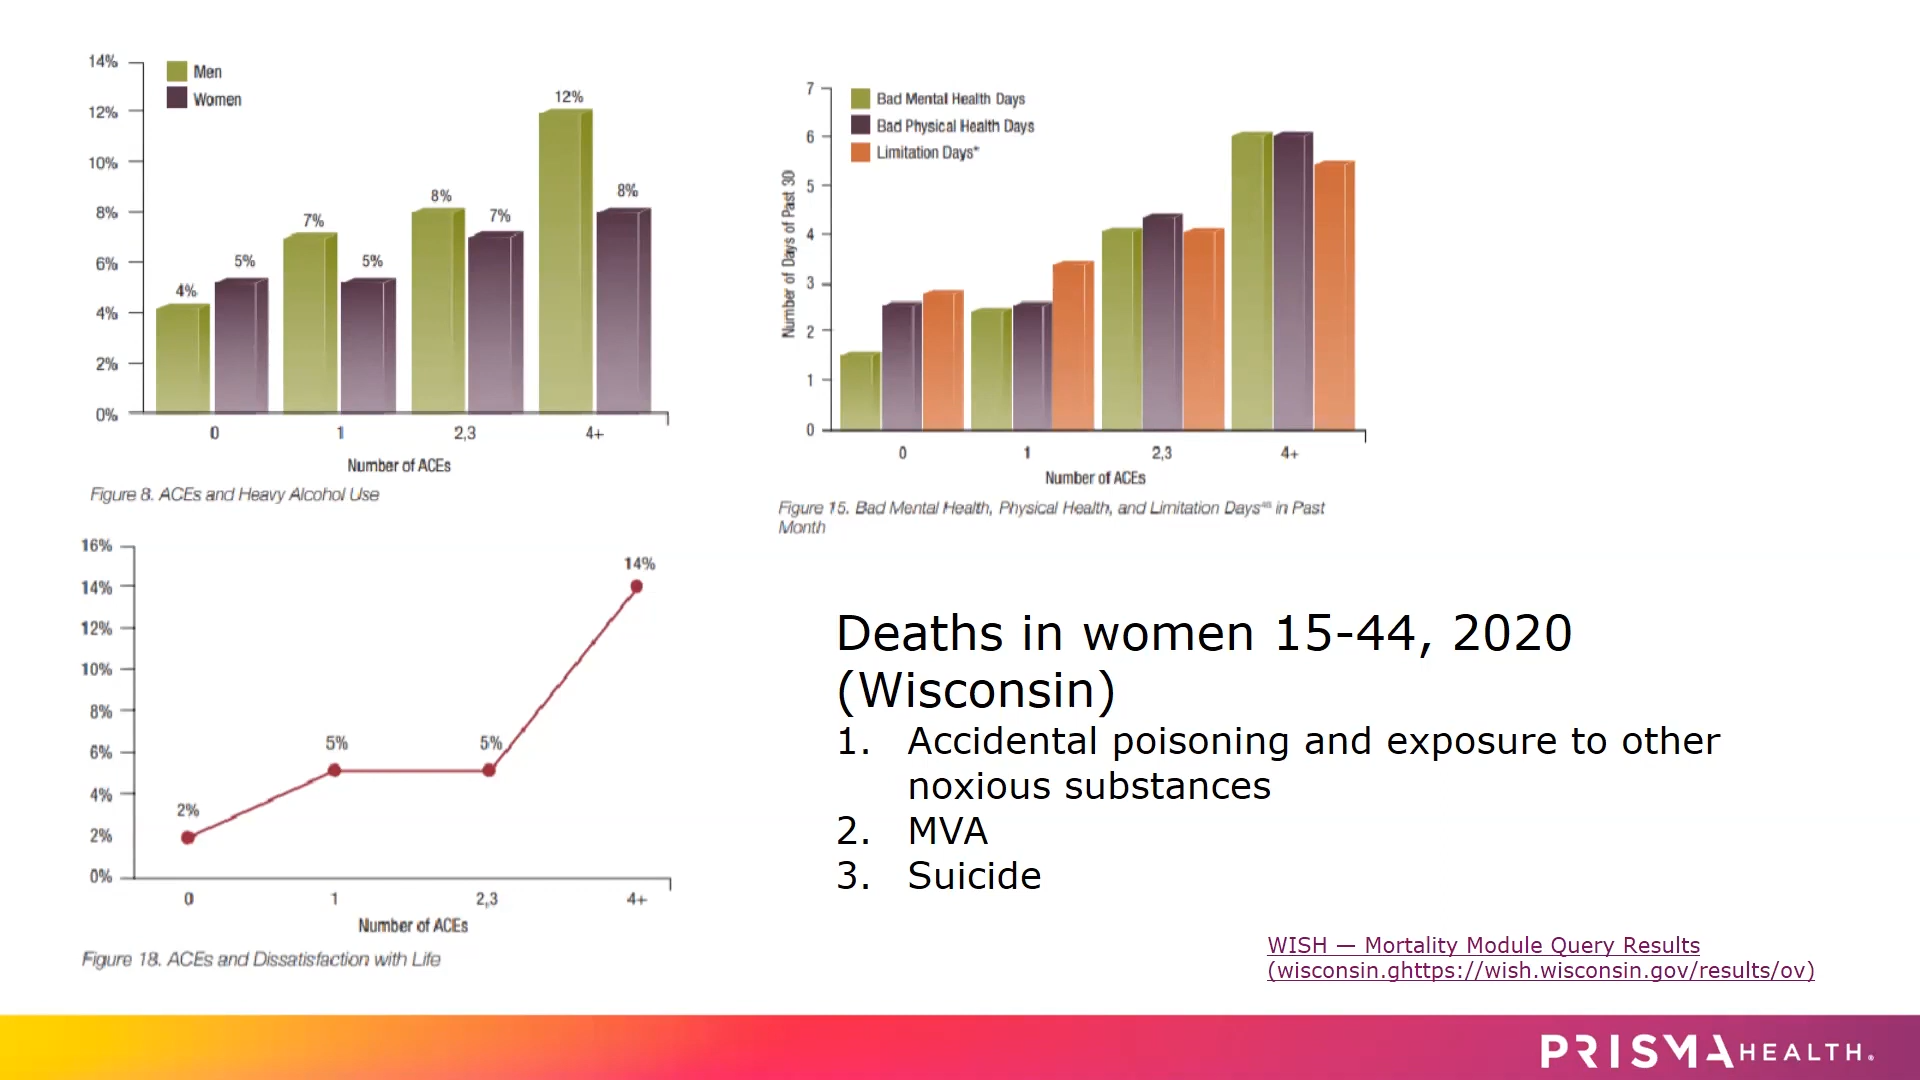 14%
12%
10%
8%
6%
4%
2%
0%
Men
Women
4%
5%
7%
5%
8%
7%
12%
8%
0
1
2,3
4+
Number of ACEs
Figure 8. ACEs and Heavy Alcohol Use
7
6
5
4
3
2
1
0
Number of Days of Past 30
Bad Mental Health Days
Bad Physical Health Days
Limitation Days*
0
1
2,3
4+
Number of ACEs
Figure 15. Bad Mental Health, Physical Health, and Limitation Days in Past
Month
16%
14%
12%
10%
8%
6%
4%
2%
0%
2%
5%
5%
14%
0
1
2,3
4+
Number of ACEs
Figure 18. ACEs and Dissatisfaction with Life
Deaths in women 15-44, 2020
(Wisconsin)
1. Accidental poisoning and exposure to other
noxious substances
2. MVA
3. Suicide
WISH — Mortality Module Query Results
(wisconsin.ghttps://wish.wisconsin.gov/results/ov)
PRISMA HEALTH®